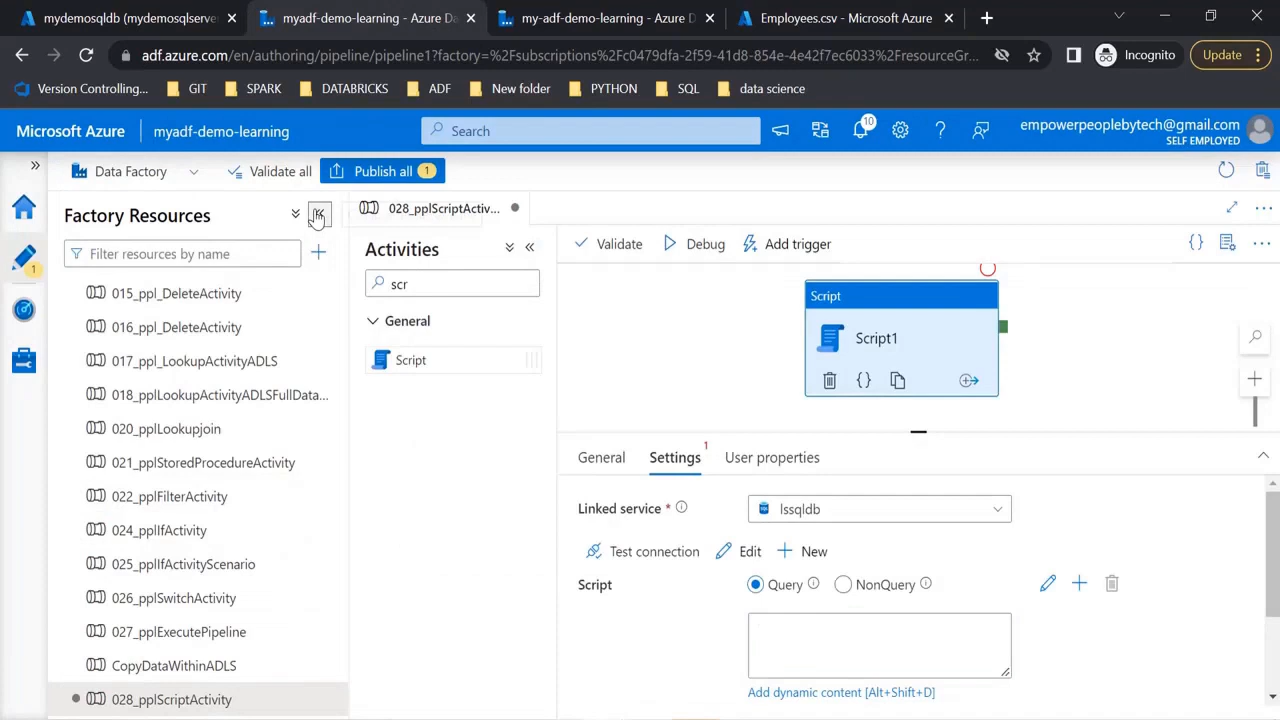 mydemosqldb (mydemosqlserver
myadf-demo-learning - Azure Da
my-adf-demo-learning - Azure D
Employees.csv - Microsoft Azure
adf.azure.com/en/authoring/pipeline/pipeline1?factory=%2Fsubscriptions%2Fc0479dfa-2f59-41d8-854e-4e42f7ec6033%2FresourceGr...
Incognito
Update
Version Controlling...
GIT
SPARK
DATABRICKS
ADF
New folder
PYTHON
SQL
data science
Microsoft Azure
myadf-demo-learning
Search
10
empowerpeoplebytech@gmail.com
SELF EMPLOYED
Data Factory
Validate all
Publish all 1
Factory Resources
Filter resources by name
1
015_ppl_DeleteActivity
016_ppl_DeleteActivity
017_ppl_LookupActivityADLS
018_pplLookupActivityADLSFullData...
020_pplLookupjoin
021_pplStoredProcedureActivity
022_pplFilterActivity
024_pplIfActivity
025_pplIfActivityScenario
026_pplSwitchActivity
027_pplExecutePipeline
CopyDataWithinADLS
028_pplScriptActivity
028_pplScriptActiv...
Activities
scr
General
Script
Validate
Debug
Add trigger
Script
Script1
General
Settings 1
User properties
Linked service *
lssqldb
Test connection
Edit
New
Script
Query
NonQuery
Add dynamic content [Alt+Shift+D]